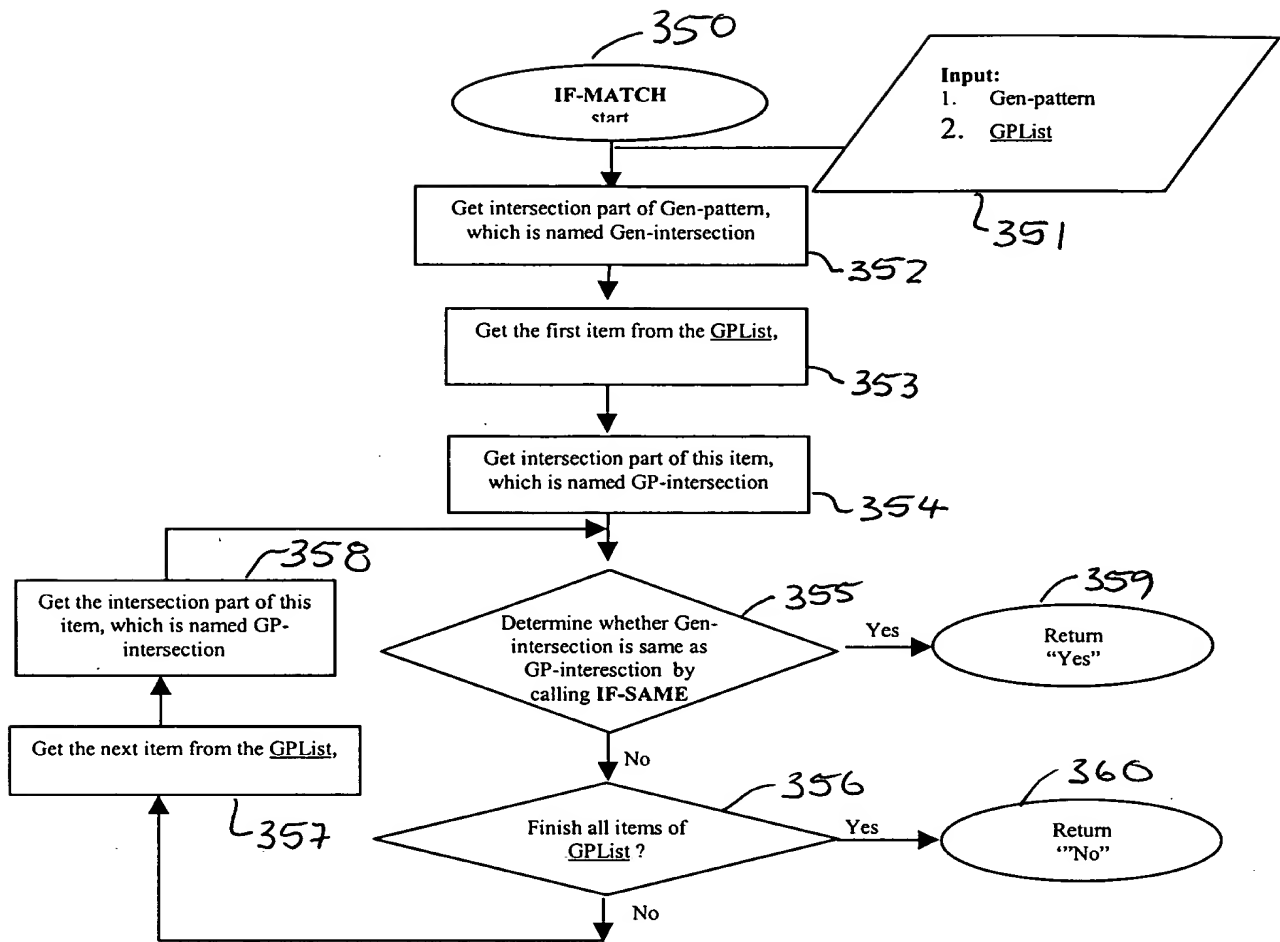 350
IF-MATCH
start
Input:
1. Gen-pattern
2. GPList
351
Get intersection part of Gen-pattern,
which is named Gen-intersection
352
Get the first item from the GPList,
353
Get intersection part of this item,
which is named GP-intersection
354
358
Get the intersection part of this
item, which is named GP-
intersection
355
Determine whether Gen-
intersection is same as
GP-interesction by
calling IF-SAME
Yes
359
Return
"Yes"
Get the next item from the GPList,
357
No
356
Finish all items of
GPList ?
Yes
360
Return
'"No"
No